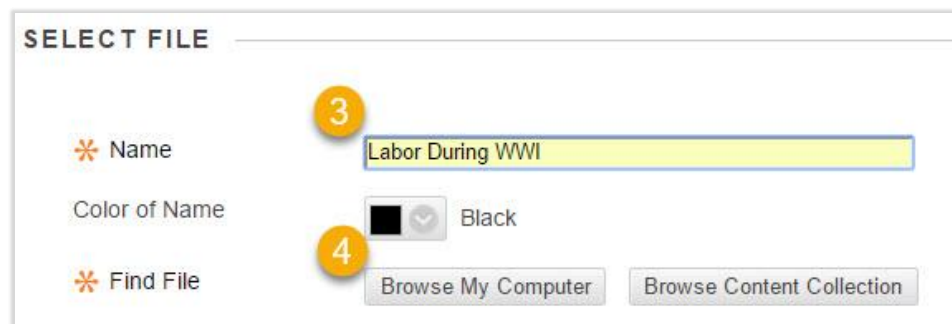 SELECT FILE
3
* Name Labor During WWI
Color of Name Black
4
* Find File Browse My Computer Browse Content Collection